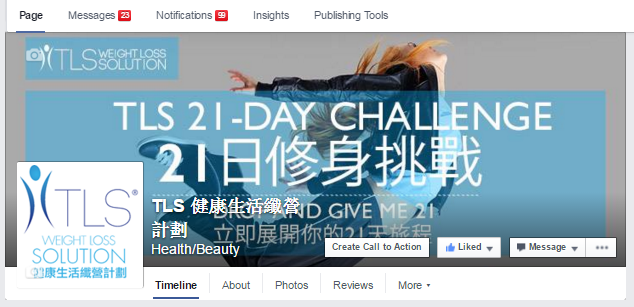 Page Messages 23 Notifications 99 Insights Publishing Tools
TLS WEIGHT LOSS
SOLUTION
TLS 21-DAY CHALLENGE
21日修身挑戰
AND GIVE ME 21
立即展開你的21天旅程
TLS®
WEIGHT LOSS
SOLUTION
健康生活纖營計劃
TLS 健康生活纖營
計劃
Health/Beauty
Create Call to Action Liked Message
Timeline About Photos Reviews More